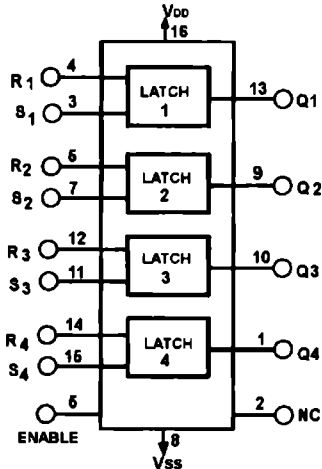 VDD
16
R1
4
S1
3
LATCH
1
13
Q1
R2
6
S2
7
LATCH
2
9
Q2
R3
12
S3
11
LATCH
3
10
Q3
R4
14
S4
15
LATCH
4
1
Q4
5
ENABLE
2
NC
8
VSS